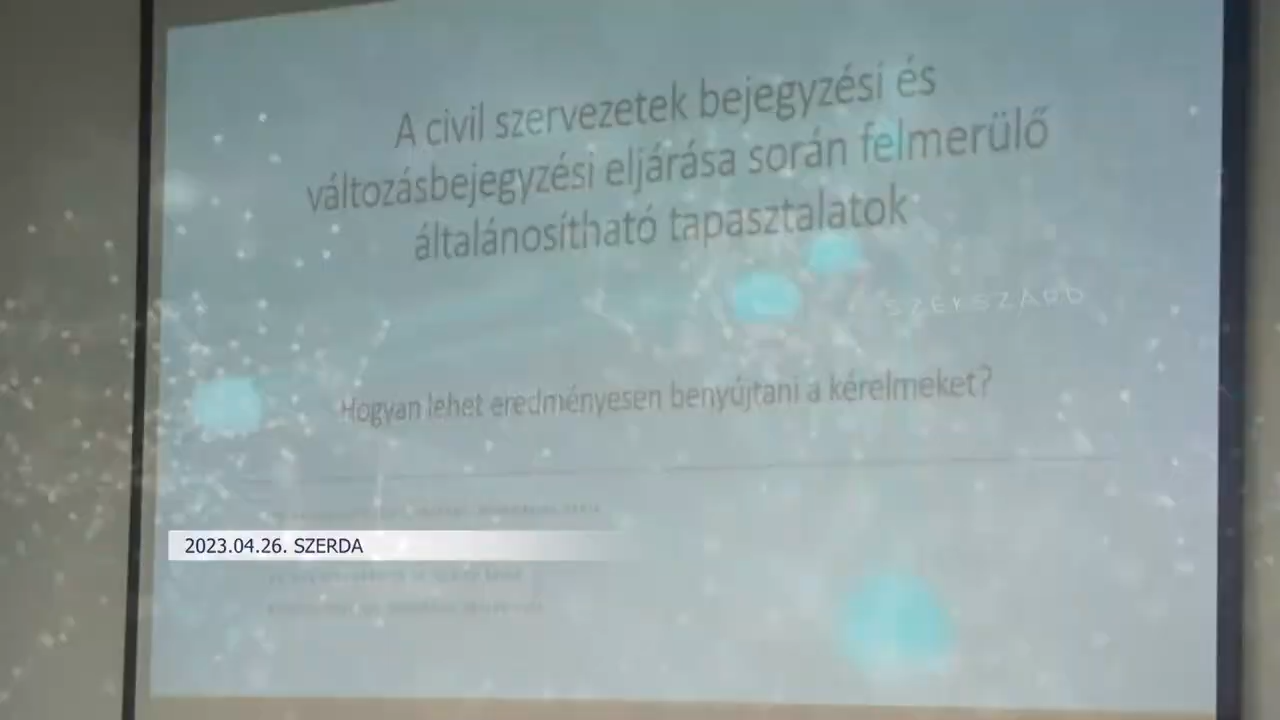 A civil szervezetek bejegyzési és
változásbejegyzési eljárása során felmerülő
általánosítható tapasztalatok
SZEKSZÁRD
Hogyan lehet eredményesen benyújtani a kérelmeket?
2023.04.26. SZERDA